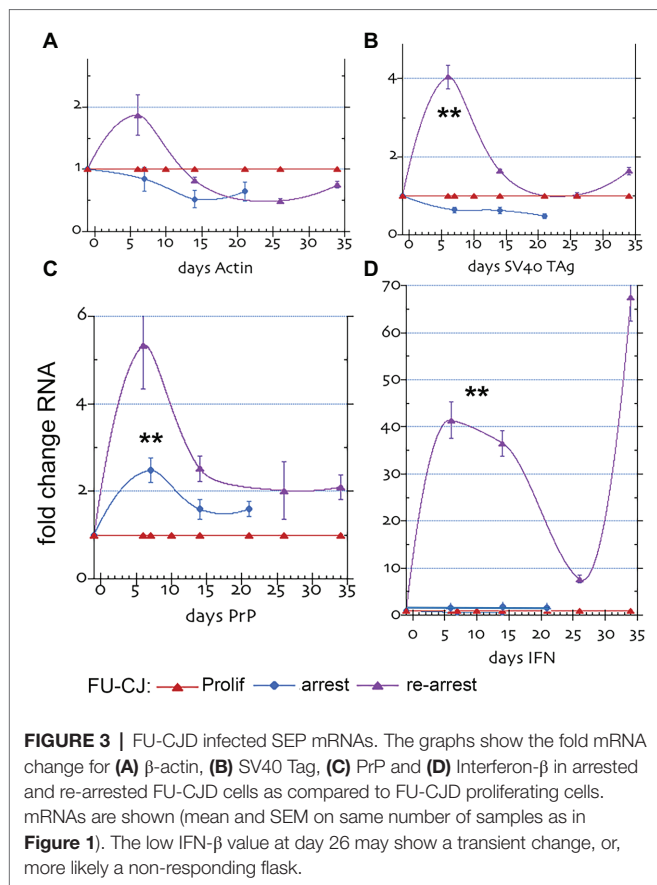 A
B
2
1
0
0 5 10 15 20 25 30 35
days Actin
4
2
1
0
**
0 5 10 15 20 25 30 35
days SV40 TAg
C
D
fold change RNA
6
4
2
1
0
**
0 5 10 15 20 25 30 35
days PrP
70
60
50
40
30
20
10
0
**
0 5 10 15 20 25 30 35
days IFN
FU-CJ: Prolif arrest re-arrest
FIGURE 3 | FU-CJD infected SEP mRNAs. The graphs show the fold mRNA
change for (A) β-actin, (B) SV40 Tag, (C) PrP and (D) Interferon-β in arrested
and re-arrested FU-CJD cells as compared to FU-CJD proliferating cells.
mRNAs are shown (mean and SEM on same number of samples as in
Figure 1). The low IFN-β value at day 26 may show a transient change, or,
more likely a non-responding flask.